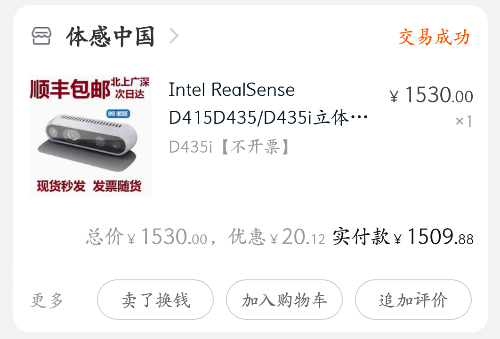 体感中国
交易成功
顺丰包邮 北上广深
次日达
现货秒发 发票随货
Intel RealSense
D415D435/D435i立体…
D435i【不开票】
¥ 1530.00
×1
总价¥1530.00，优惠¥20.12 实付款¥1509.88
更多
卖了换钱
加入购物车
追加评价